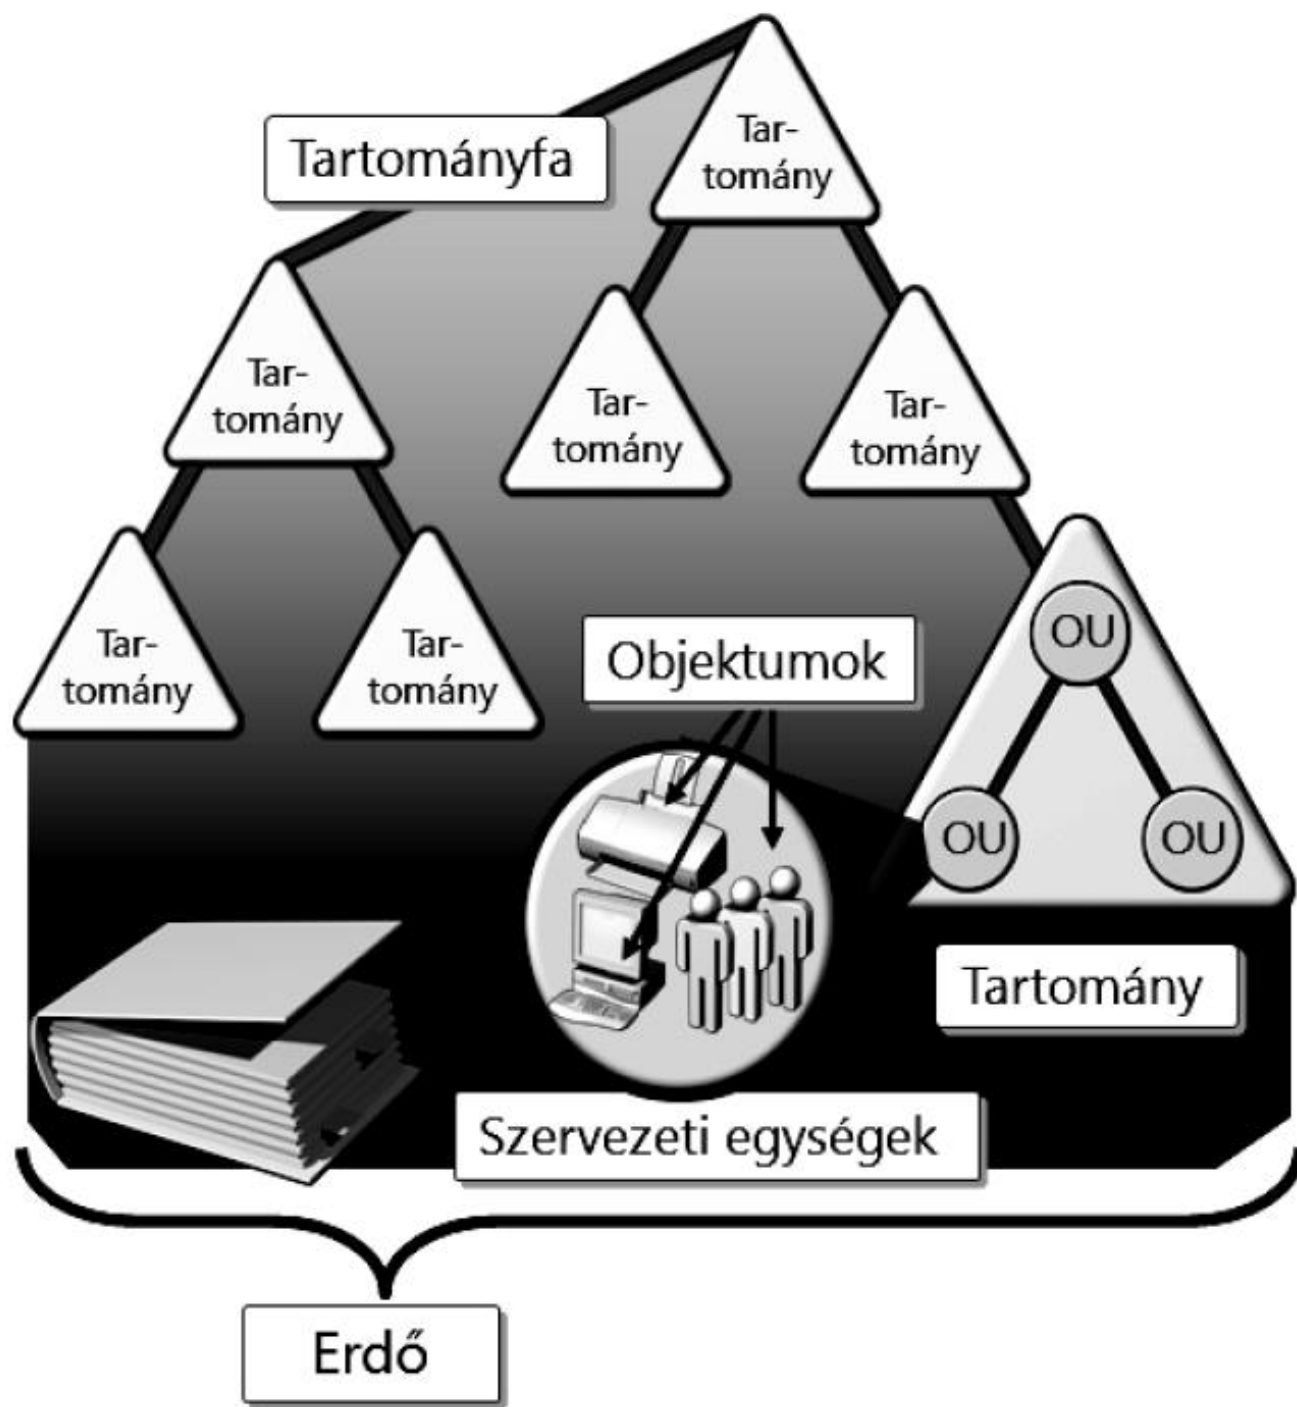 Tar-
tomány
Tartományfa
Tar-
tomány
Tar-
tomány
Tar-
tomány
Tar-
tomány
Tar-
tomány
OU
OU
OU
Objektumok
Tartomány
Szervezeti egységek
Erdő